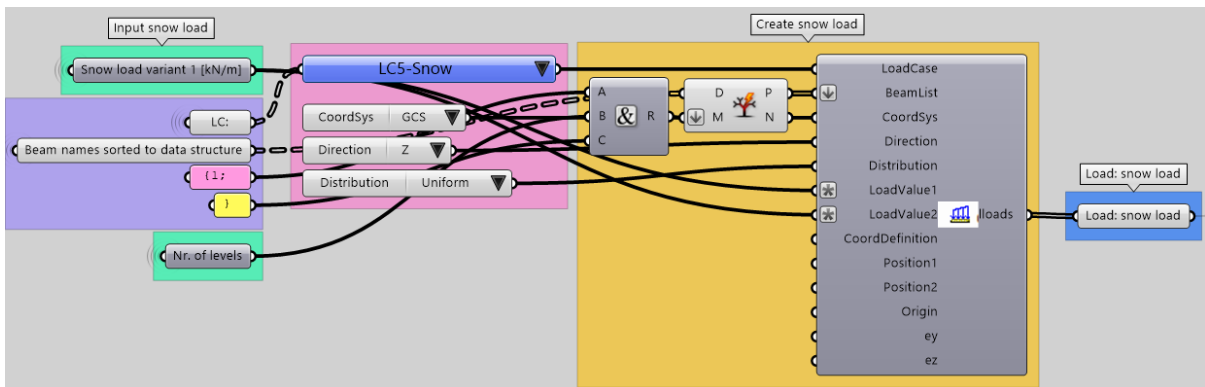 Input snow load
Snow load variant 1 [kN/m]
LC:
Beam names sorted to data structure
{1;
}
Nr. of levels
LC5-Snow
CoordSys GCS
Direction Z
Distribution Uniform
Create snow load
A
B & R
C
D P
M N
LoadCase
BeamList
CoordSys
Direction
Distribution
LoadValue1
LoadValue2 lloads
CoordDefinition
Position1
Position2
Origin
ey
ez
Load: snow load
Load: snow load